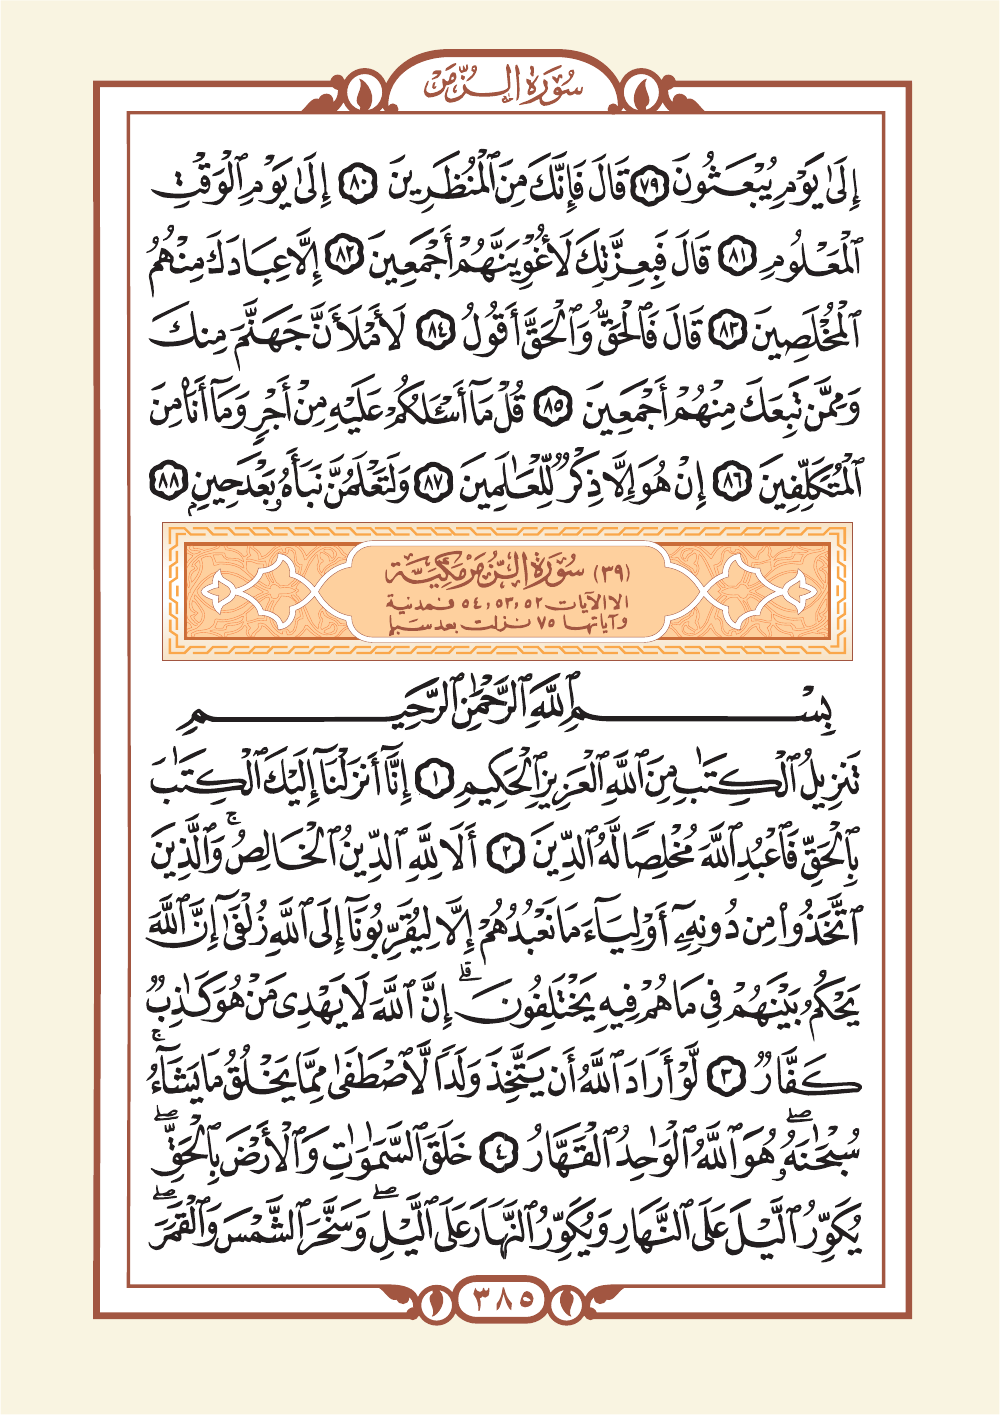 سُورَةُ الزُّمَر
إِلَىٰ يَوْمِ يُبْعَثُونَ ٧٩ قَالَ فَإِنَّكَ مِنَ ٱلْمُنظَرِينَ ٨٠ إِلَىٰ يَوْمِ ٱلْوَقْتِ
ٱلْمَعْلُومِ ٨١ قَالَ فَبِعِزَّتِكَ لَأُغْوِيَنَّهُمْ أَجْمَعِينَ ٨٢ إِلَّا عِبَادَكَ مِنْهُمُ
ٱلْمُخْلَصِينَ ٨٣ قَالَ فَٱلْحَقُّ وَٱلْحَقَّ أَقُولُ ٨٤ لَأَمْلَأَنَّ جَهَنَّمَ مِنكَ
وَمِمَّن تَبِعَكَ مِنْهُمْ أَجْمَعِينَ ٨٥ قُلْ مَآ أَسْـَٔلُكُمْ عَلَيْهِ مِنْ أَجْرٍ وَمَآ أَنَا۠ مِنَ
ٱلْمُتَكَلِّفِينَ ٨٦ إِنْ هُوَ إِلَّا ذِكْرٌ لِّلْعَـٰلَمِينَ ٨٧ وَلَتَعْلَمُنَّ نَبَأَهُۥ بَعْدَ حِينٍۭ ٨٨
(٣٩) سُورَةُ الزُّمَرِ مَكِّيَّة
الا الآيات ٥٢، ٥٣، ٥٤ فمدنية
وآياتها ٧٥ نزلت بعد سبإ
بِسْمِ ٱللَّهِ ٱلرَّحْمَـٰنِ ٱلرَّحِيمِ
تَنزِيلُ ٱلْكِتَـٰبِ مِنَ ٱللَّهِ ٱلْعَزِيزِ ٱلْحَكِيمِ ١ إِنَّآ أَنزَلْنَآ إِلَيْكَ ٱلْكِتَـٰبَ
بِٱلْحَقِّ فَٱعْبُدِ ٱللَّهَ مُخْلِصًا لَّهُ ٱلدِّينَ ٢ أَلَا لِلَّهِ ٱلدِّينُ ٱلْخَالِصُ ۚ وَٱلَّذِينَ
ٱتَّخَذُوا۟ مِن دُونِهِۦٓ أَوْلِيَآءَ مَا نَعْبُدُهُمْ إِلَّا لِيُقَرِّبُونَآ إِلَى ٱللَّهِ زُلْفَىٰٓ إِنَّ ٱللَّهَ
يَحْكُمُ بَيْنَهُمْ فِى مَا هُمْ فِيهِ يَخْتَلِفُونَ ۗ إِنَّ ٱللَّهَ لَا يَهْدِى مَنْ هُوَ كَـٰذِبٌ
كَفَّارٌ ٣ لَّوْ أَرَادَ ٱللَّهُ أَن يَتَّخِذَ وَلَدًا لَّٱصْطَفَىٰ مِمَّا يَخْلُقُ مَا يَشَآءُ ۚ
سُبْحَـٰنَهُۥ ۖ هُوَ ٱللَّهُ ٱلْوَٰحِدُ ٱلْقَهَّارُ ٤ خَلَقَ ٱلسَّمَـٰوَٰتِ وَٱلْأَرْضَ بِٱلْحَقِّ ۖ
يُكَوِّرُ ٱلَّيْلَ عَلَى ٱلنَّهَارِ وَيُكَوِّرُ ٱلنَّهَارَ عَلَى ٱلَّيْلِ ۖ وَسَخَّرَ ٱلشَّمْسَ وَٱلْقَمَرَ ۖ
٣٨٥